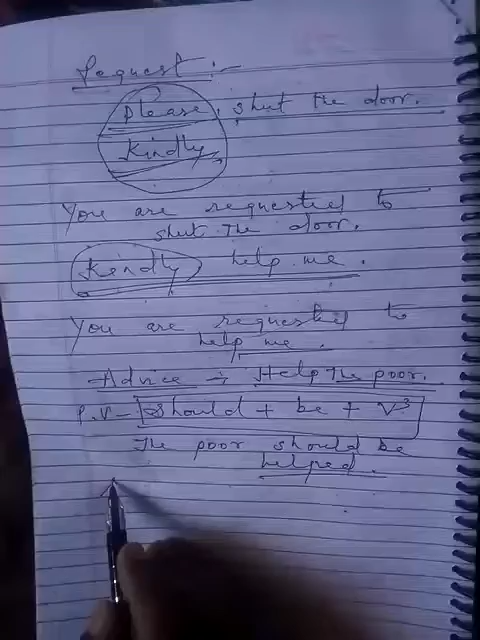 Request :-
Please, shut the door.
Kindly
You are requested to
shut the door.
Kindly help me.
You are requested to
help me.
Advice :- Help the poor.
P.V- Should + be + V³
The poor should be
helped.